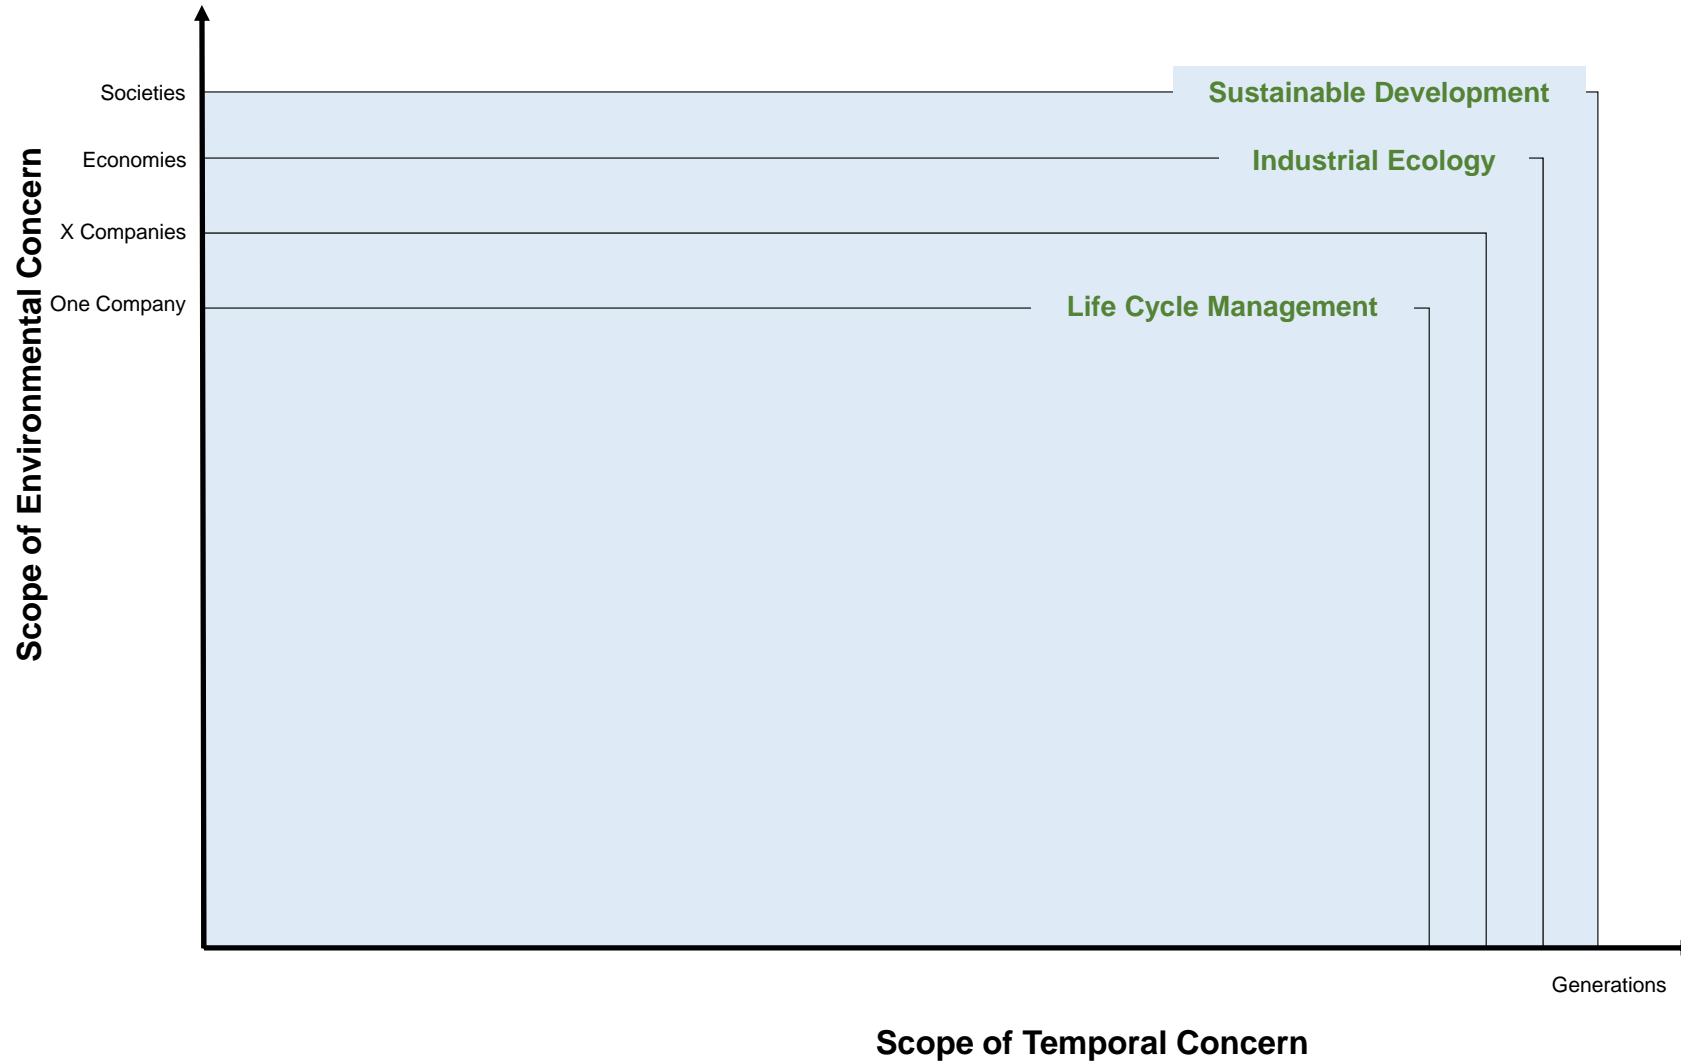 Societies
Sustainable Development
Economies
Industrial Ecology
X Companies
One Company
Life Cycle Management
Scope of Environmental Concern
Generations
Scope of Temporal Concern